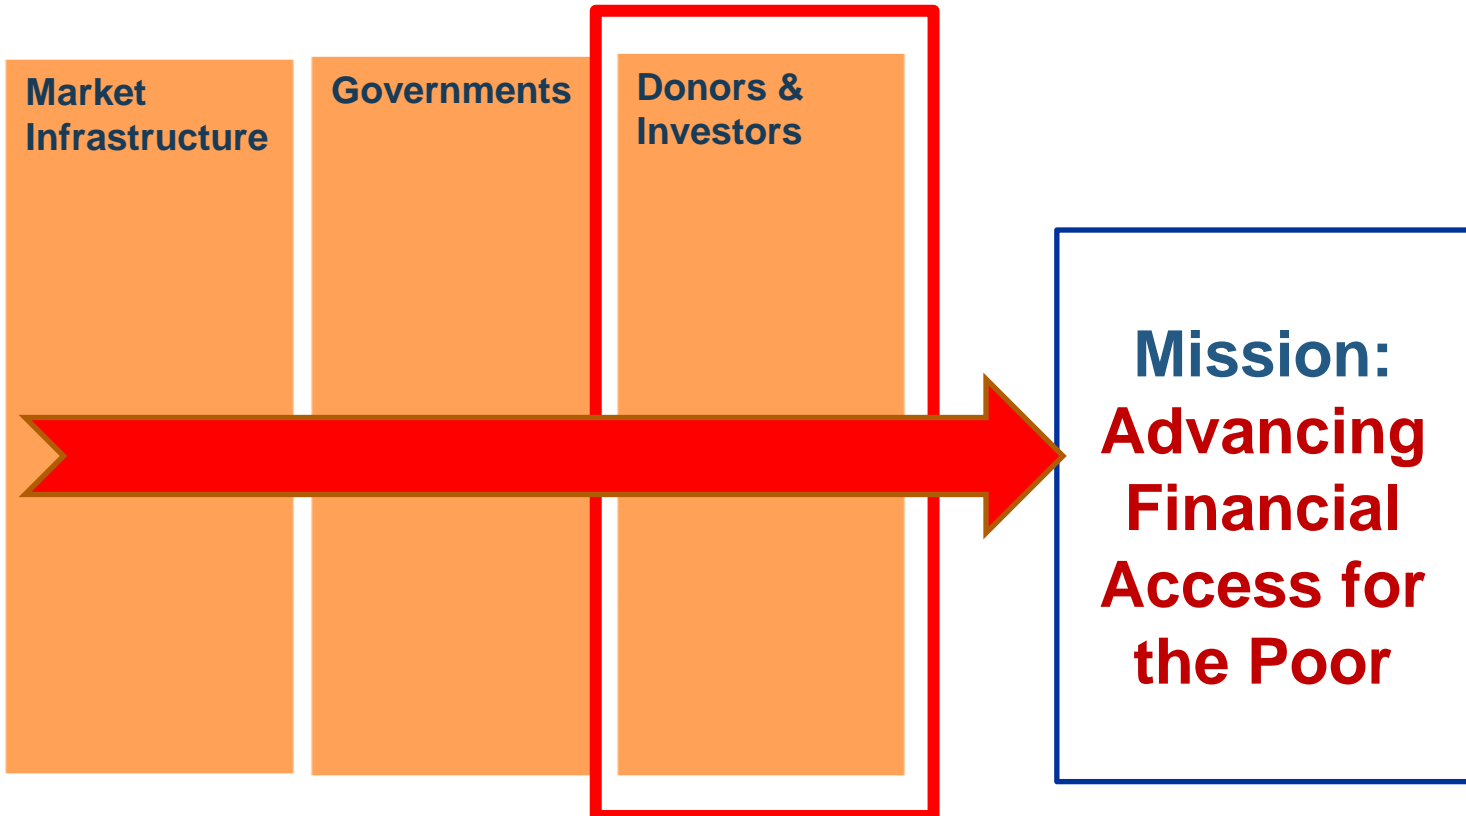 Market
Infrastructure
Governments
Donors &
Investors
Mission:
Advancing
Financial
Access for
the Poor